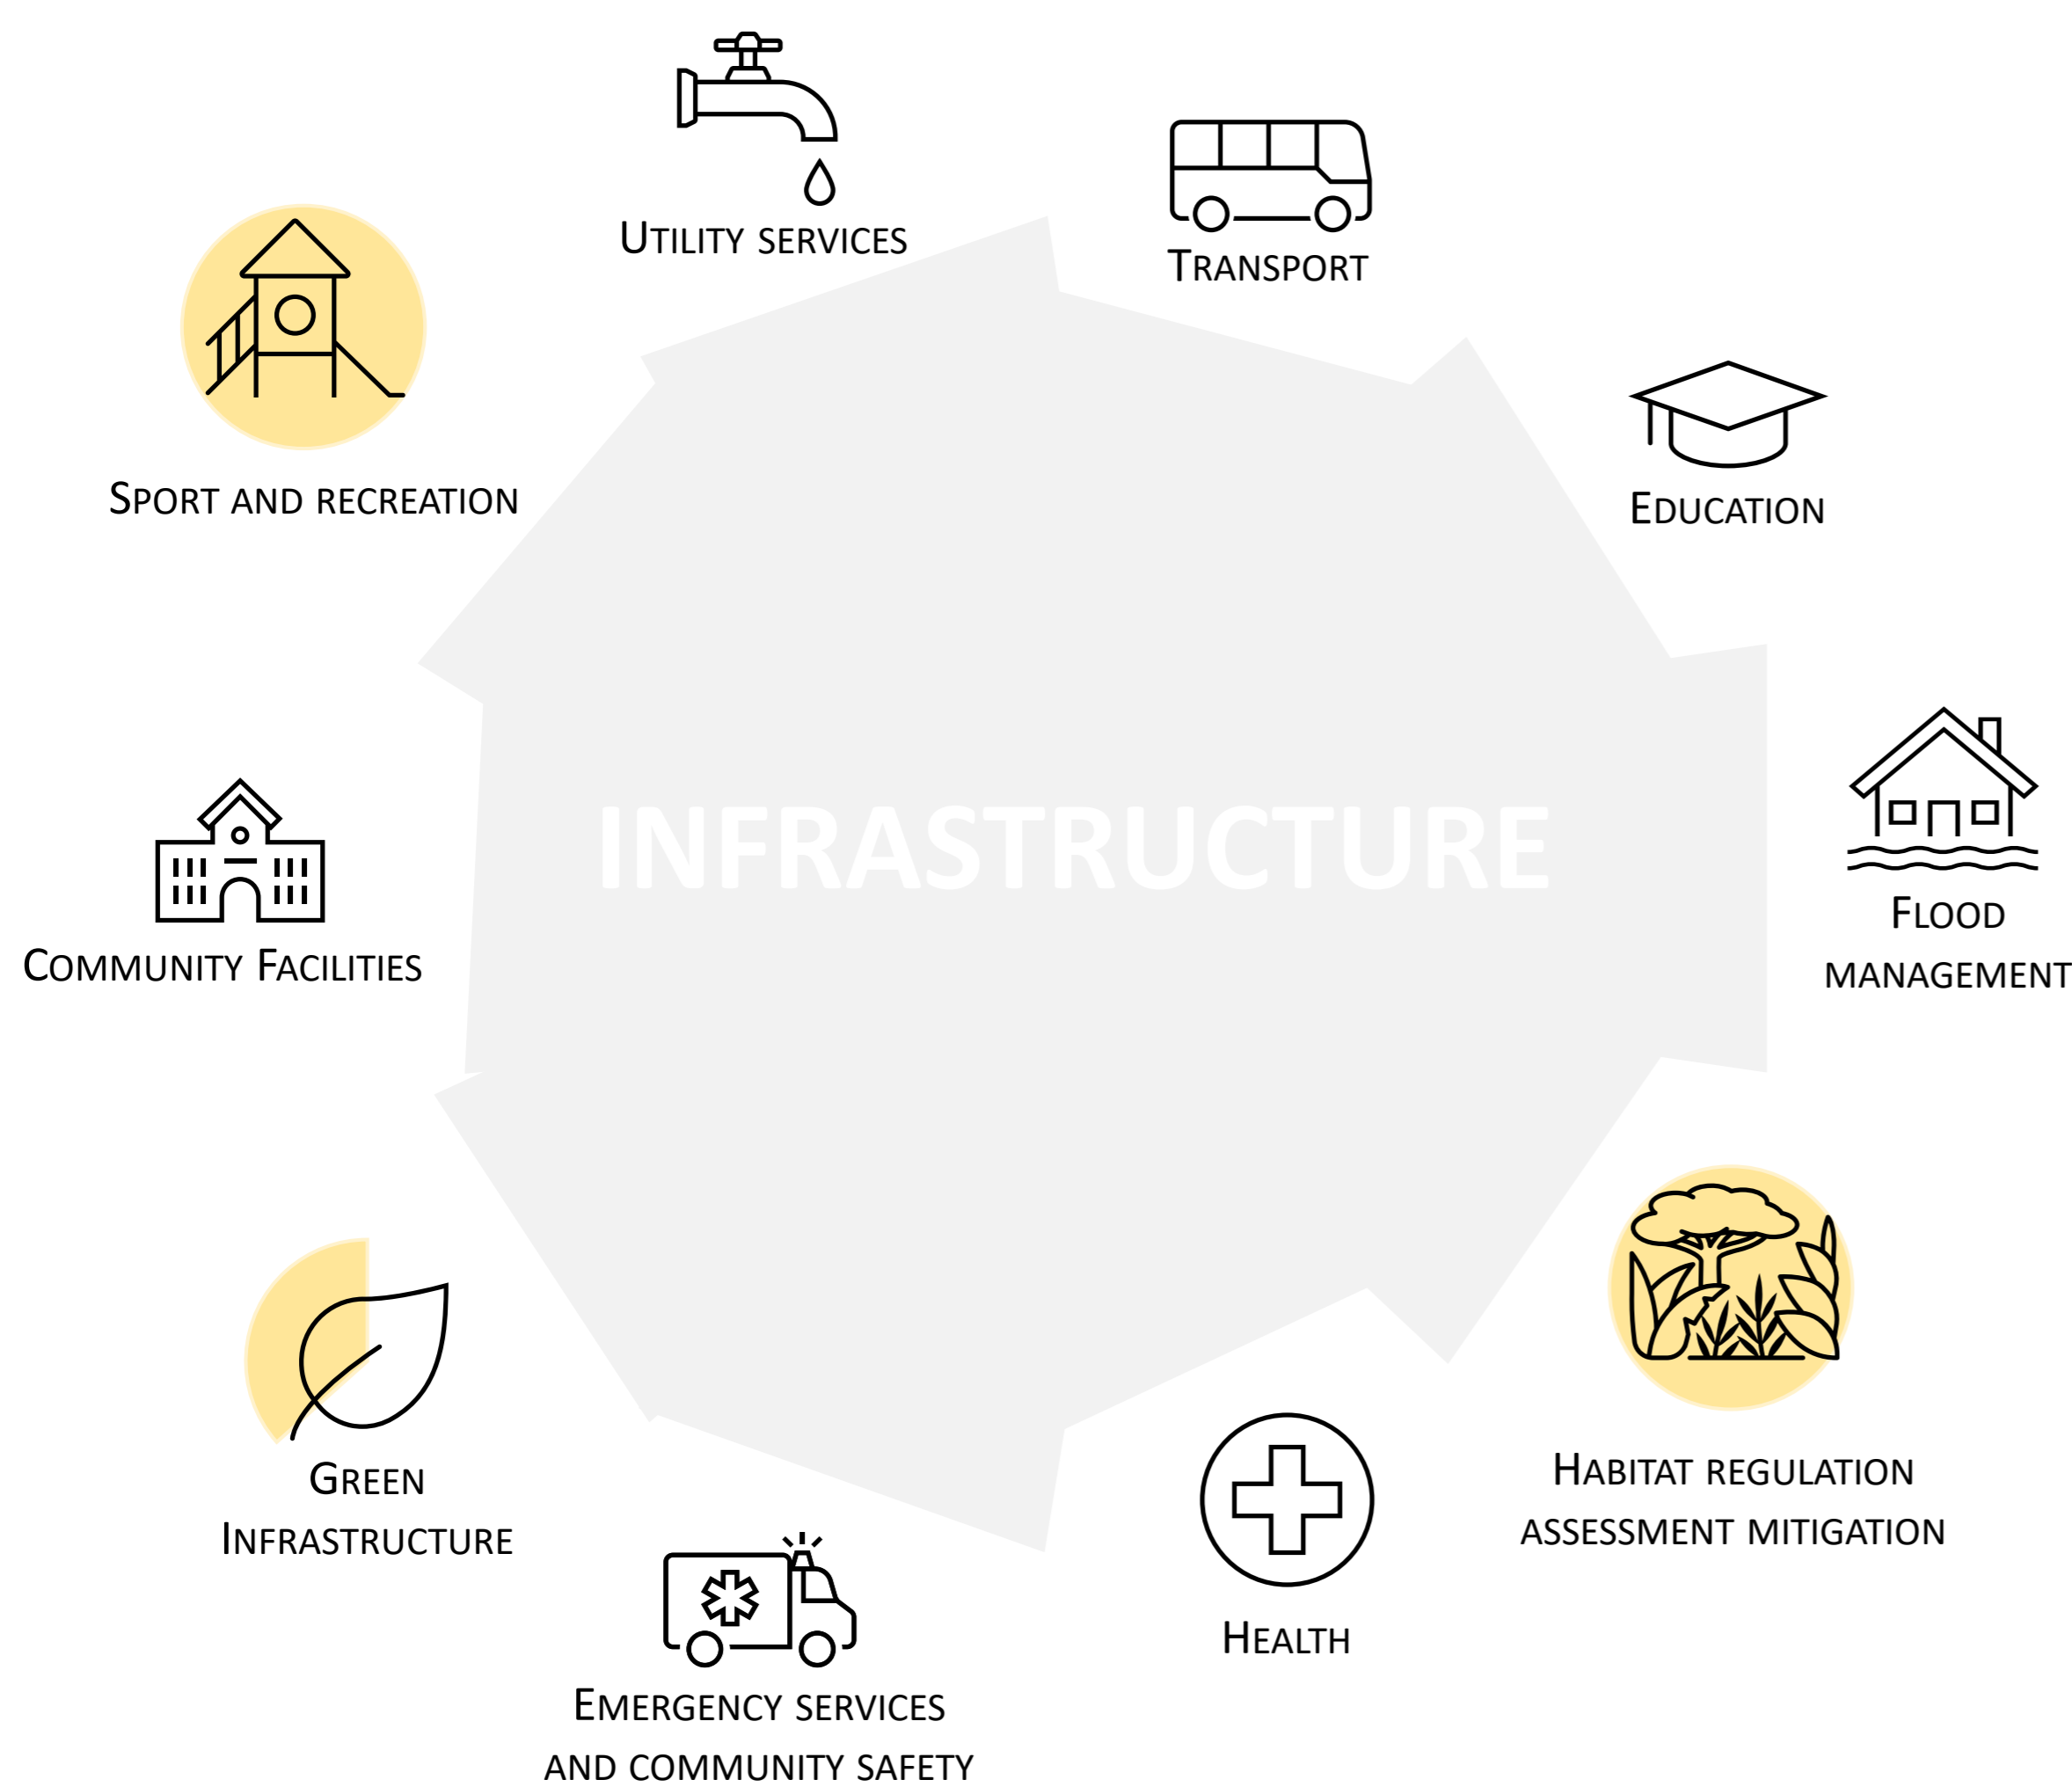 UTILITY SERVICES
TRANSPORT
SPORT AND RECREATION
EDUCATION
INFRASTRUCTURE
FLOOD
MANAGEMENT
COMMUNITY FACILITIES
GREEN
INFRASTRUCTURE
HABITAT REGULATION
ASSESSMENT MITIGATION
HEALTH
EMERGENCY SERVICES
AND COMMUNITY SAFETY